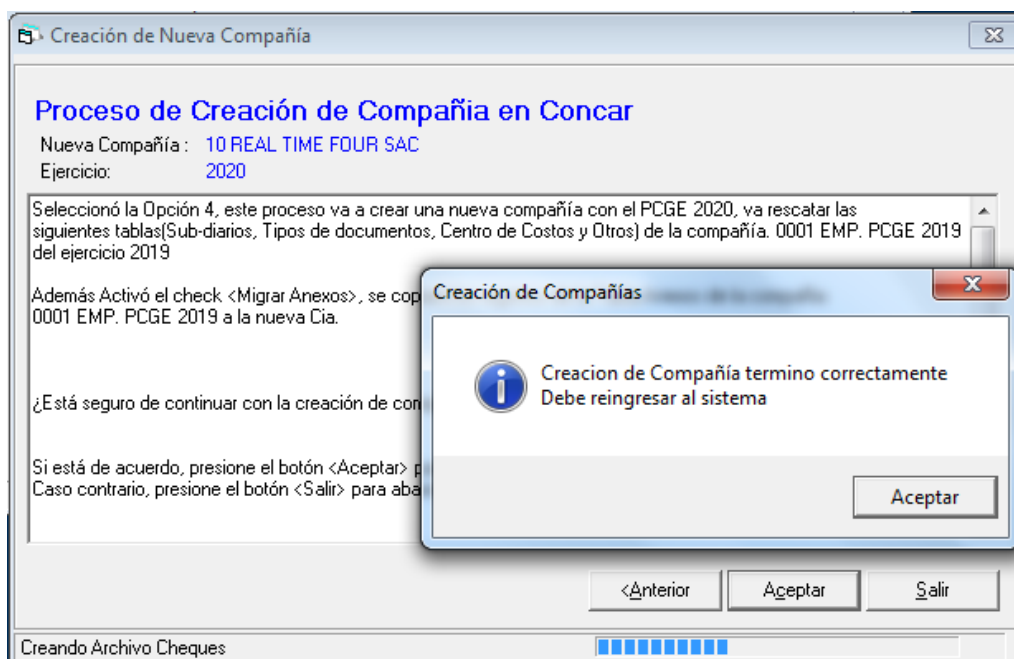 Creación de Nueva Compañía
Proceso de Creación de Compañia en Concar
Nueva Compañía : 10 REAL TIME FOUR SAC
Ejercicio: 2020
Seleccionó la Opción 4, este proceso va a crear una nueva compañía con el PCGE 2020, va rescatar las
siguientes tablas(Sub-diarios, Tipos de documentos, Centro de Costos y Otros) de la compañía. 0001 EMP. PCGE 2019
del ejercicio 2019
Además Activó el check <Migrar Anexos>, se cop
0001 EMP. PCGE 2019 a la nueva Cia.
¿Está seguro de continuar con la creación de con
Si está de acuerdo, presione el botón <Aceptar> p
Caso contrario, presione el botón <Salir> para aba
Creación de Compañías
Creacion de Compañía termino correctamente
Debe reingresar al sistema
Aceptar
<Anterior
Aceptar
Salir
Creando Archivo Cheques